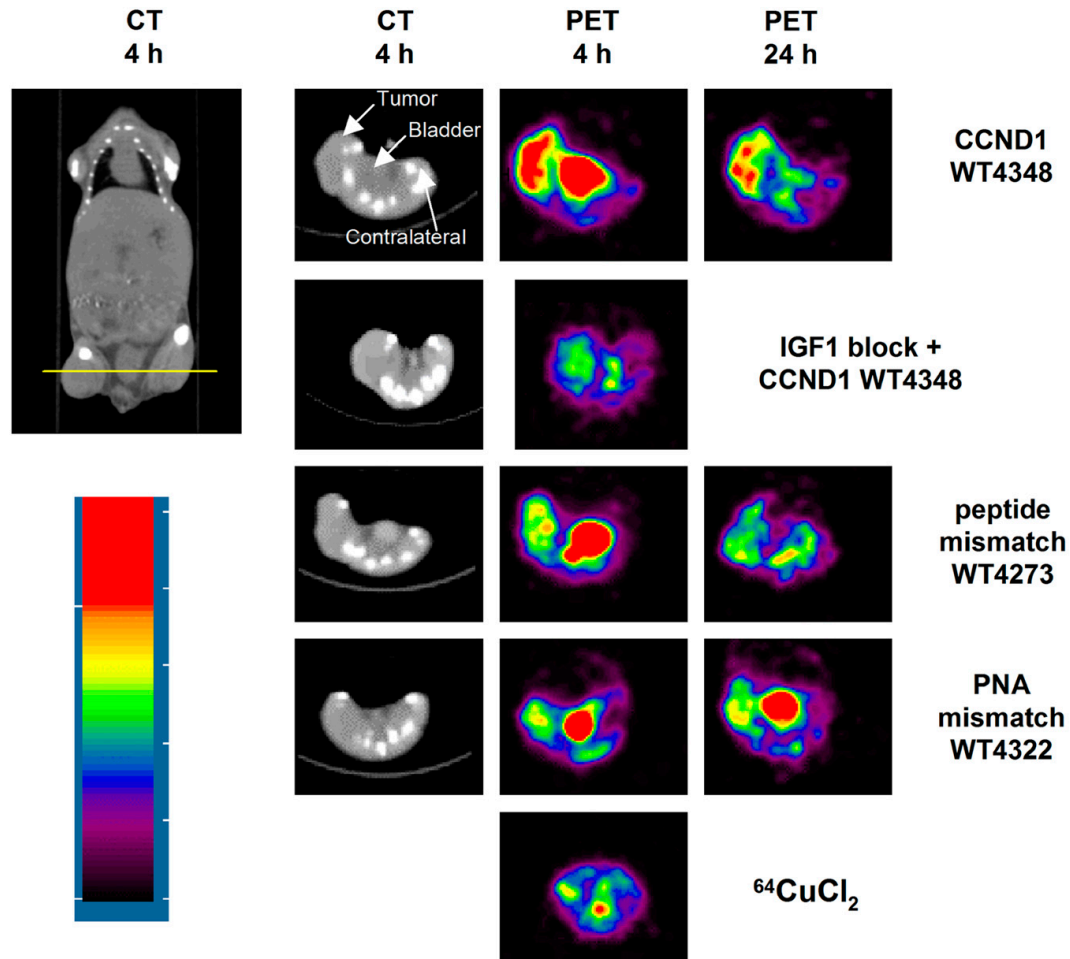 CT
4 h
CT
4 h
PET
4 h
PET
24 h
Tumor
Bladder
Contralateral
CCND1
WT4348
IGF1 block +
CCND1 WT4348
peptide
mismatch
WT4273
PNA
mismatch
WT4322
⁶⁴CuCl₂